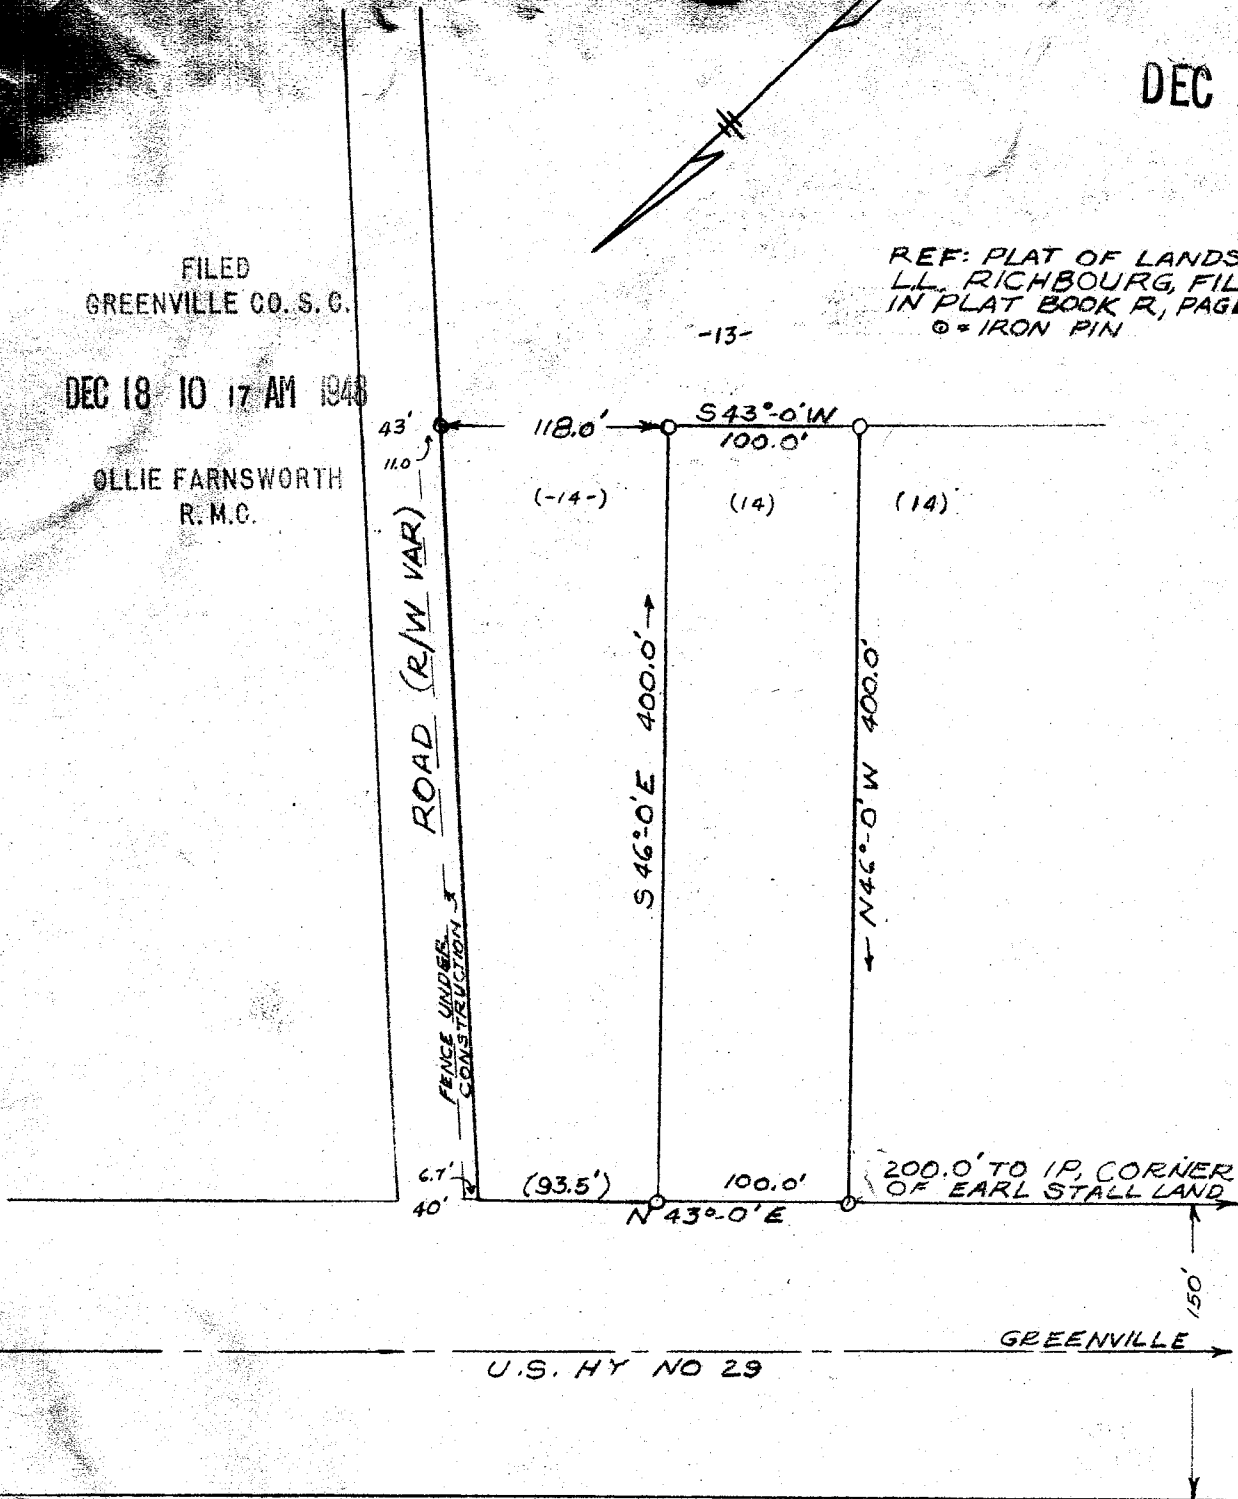 DEC
FILED
GREENVILLE CO. S. C.
REF: PLAT OF LANDS
L.L. RICHBOURG, FIL
IN PLAT BOOK R, PAGE
⊙ = IRON PIN
-13-
DEC 18 10 17 AM 1948
OLLIE FARNSWORTH
R. M. C.
43'
11.0
118.0'
S 43°-0' W
100.0'
(-14-)
(14)
(14)
ROAD (R/W VAR)
S 46°-0' E 400.0'
N 46°-0' W 400.0'
FENCE UNDER
CONSTRUCTION
6.7'
40'
(93.5')
100.0'
N 43°-0' E
200.0' TO I.P., CORNER
OF EARL STALL LAND
150'
GREENVILLE
U.S. HY NO 29